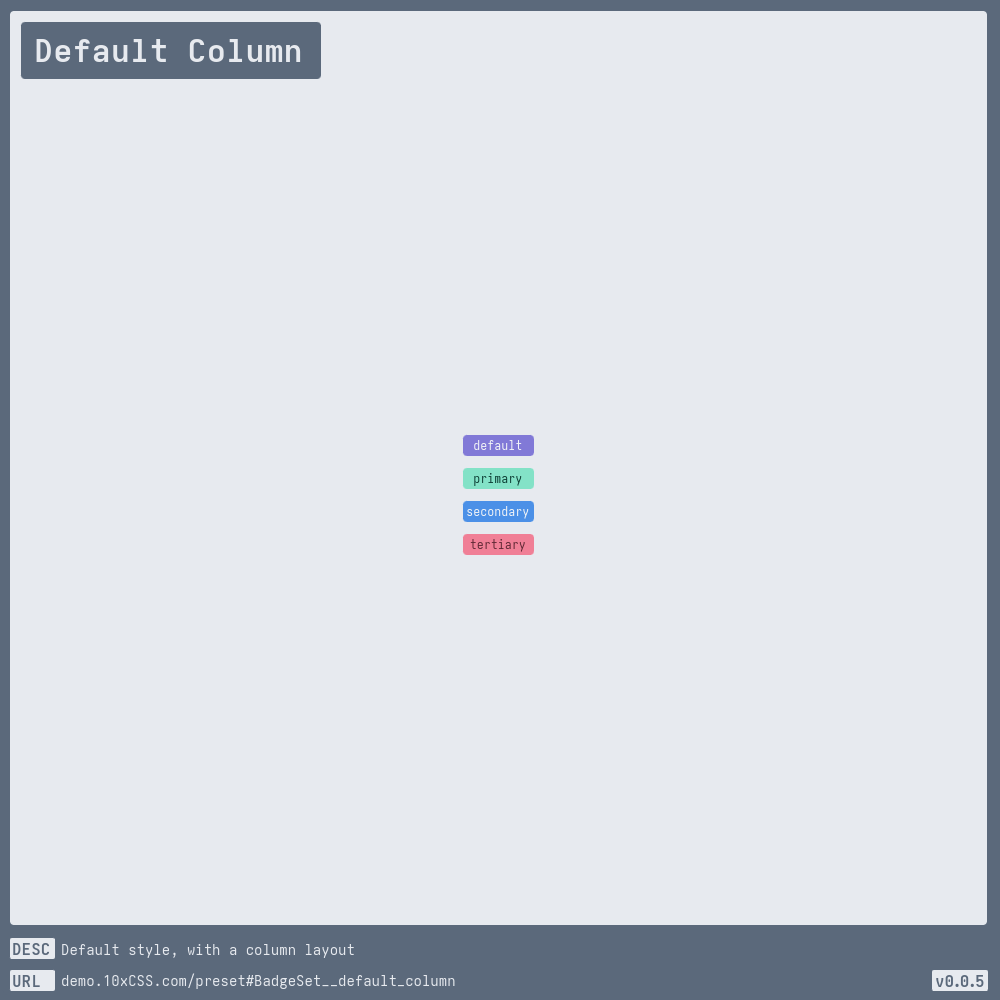 Default Column
default
primary
secondary
tertiary
DESC Default style, with a column layout
URL demo.10xCSS.com/preset#BadgeSet__default_column
v0.0.5